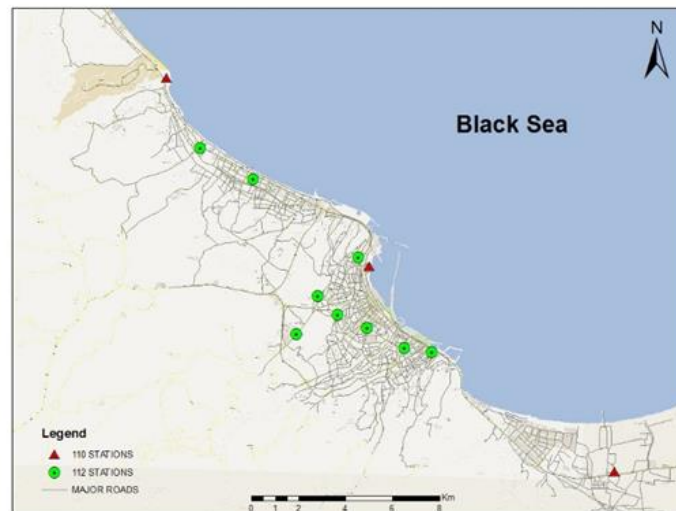 N
Black Sea
Legend
110 STATIONS
112 STATIONS
MAJOR ROADS
Km
0 1 2 4 6 8